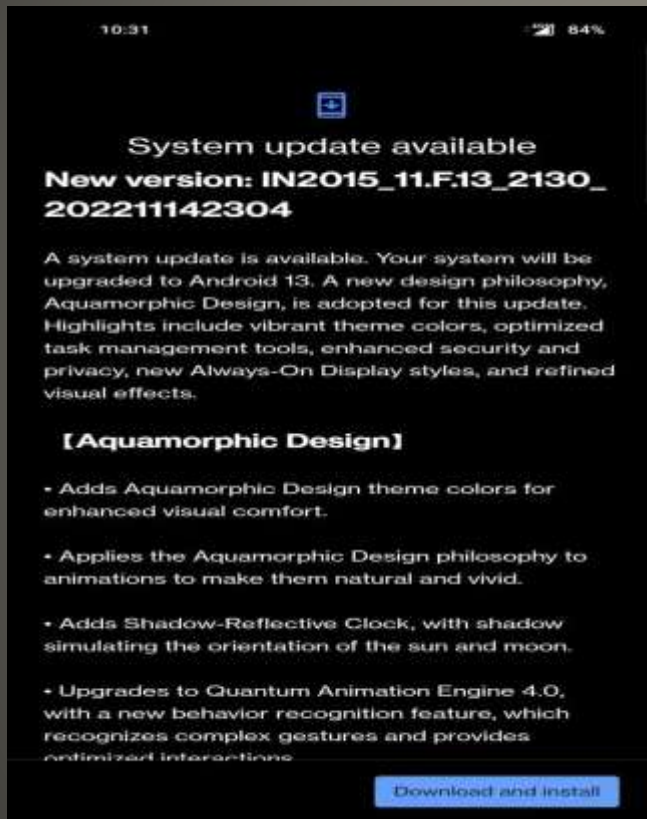 10:31
84%
System update available
New version: IN2015_11.F.13_2130_
202211142304
A system update is available. Your system will be
upgraded to Android 13. A new design philosophy,
Aquamorphic Design, is adopted for this update.
Highlights include vibrant theme colors, optimized
task management tools, enhanced security and
privacy, new Always-On Display styles, and refined
visual effects.
【Aquamorphic Design】
• Adds Aquamorphic Design theme colors for
enhanced visual comfort.
• Applies the Aquamorphic Design philosophy to
animations to make them natural and vivid.
• Adds Shadow-Reflective Clock, with shadow
simulating the orientation of the sun and moon.
• Upgrades to Quantum Animation Engine 4.0,
with a new behavior recognition feature, which
recognizes complex gestures and provides
optimized interactions
Download and install